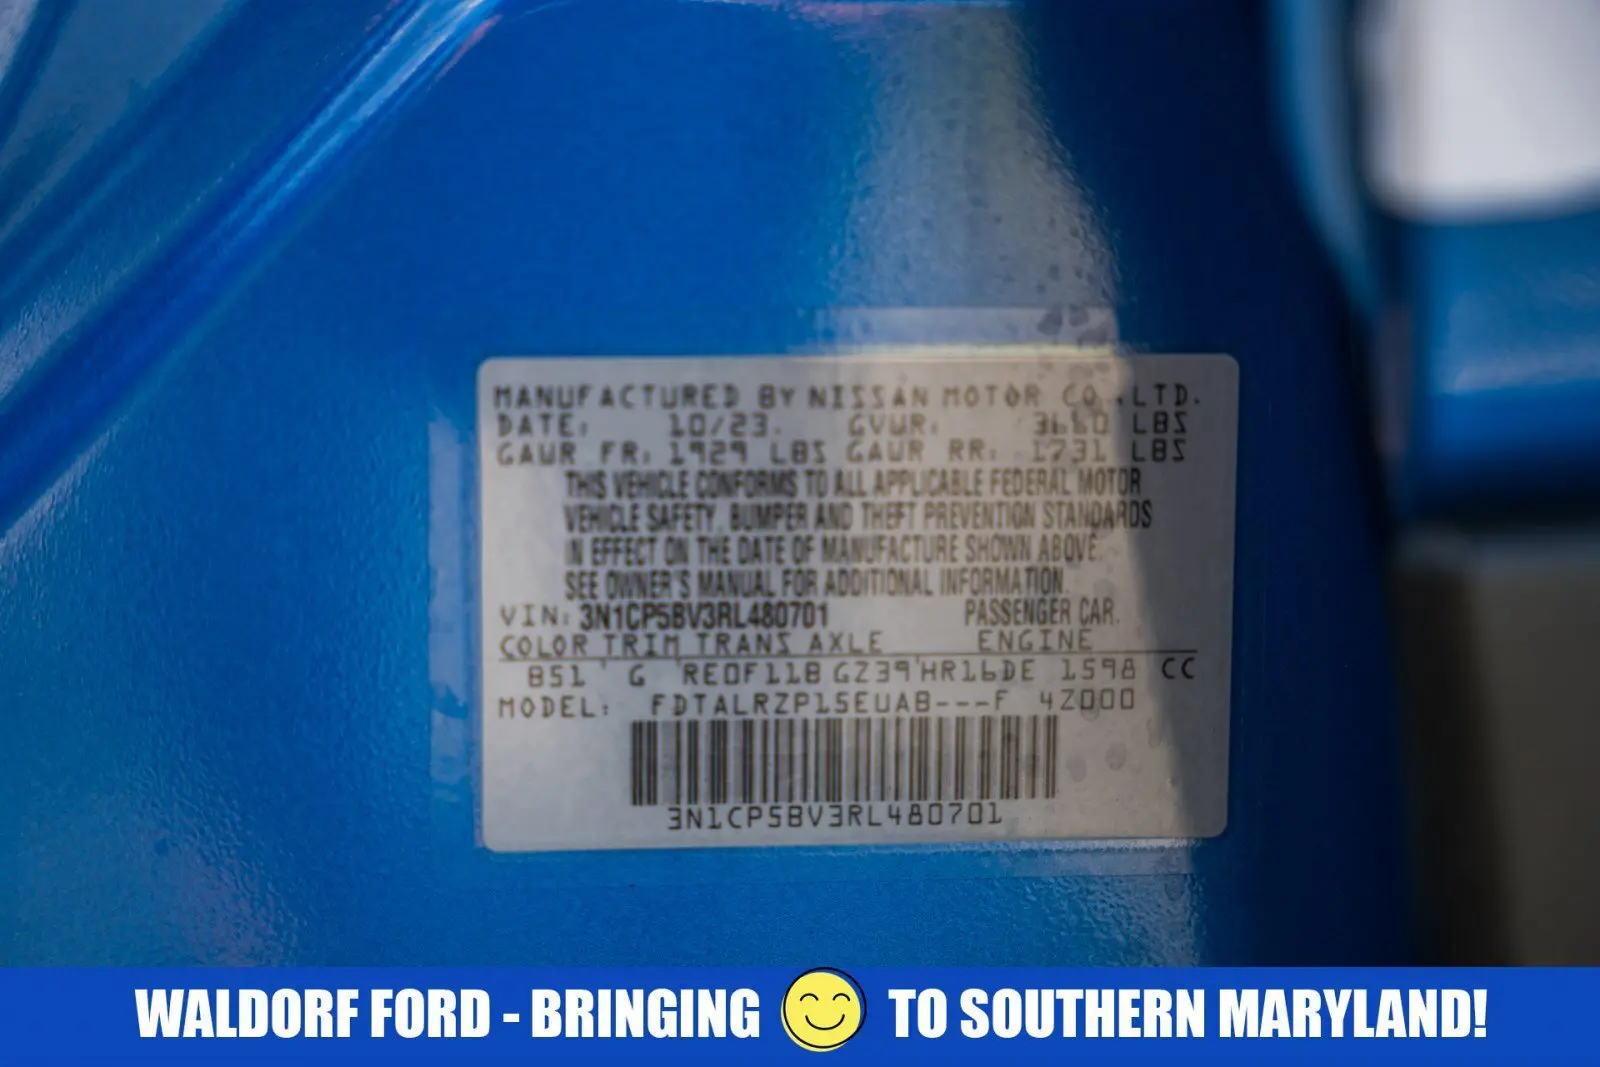 MANUFACTURED BY NISSAN MOTOR CO.,LTD.
DATE: 10/23. GVWR: 3660 LBS
GAWR FR: 1929 LBS GAWR RR: 1731 LBS
THIS VEHICLE CONFORMS TO ALL APPLICABLE FEDERAL MOTOR
VEHICLE SAFETY, BUMPER AND THEFT PREVENTION STANDARDS
IN EFFECT ON THE DATE OF MANUFACTURE SHOWN ABOVE.
SEE OWNER'S MANUAL FOR ADDITIONAL INFORMATION.
VIN: 3N1CP5BV3RL480701 PASSENGER CAR.
COLOR TRIM TRANS AXLE ENGINE
B51 G RE0F11B GZ39 HR16DE 1598 CC
MODEL: FDTALRZP15EUAB---F 4Z000
3N1CP5BV3RL480701
WALDORF FORD - BRINGING TO SOUTHERN MARYLAND!